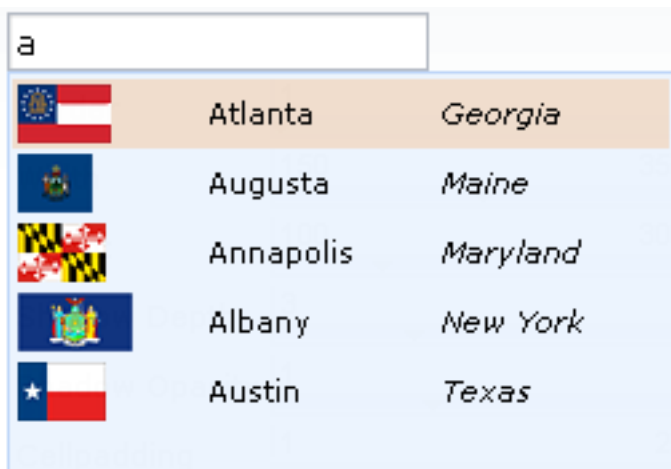 a
Atlanta Georgia
Augusta Maine
Annapolis Maryland
Albany New York
Austin Texas